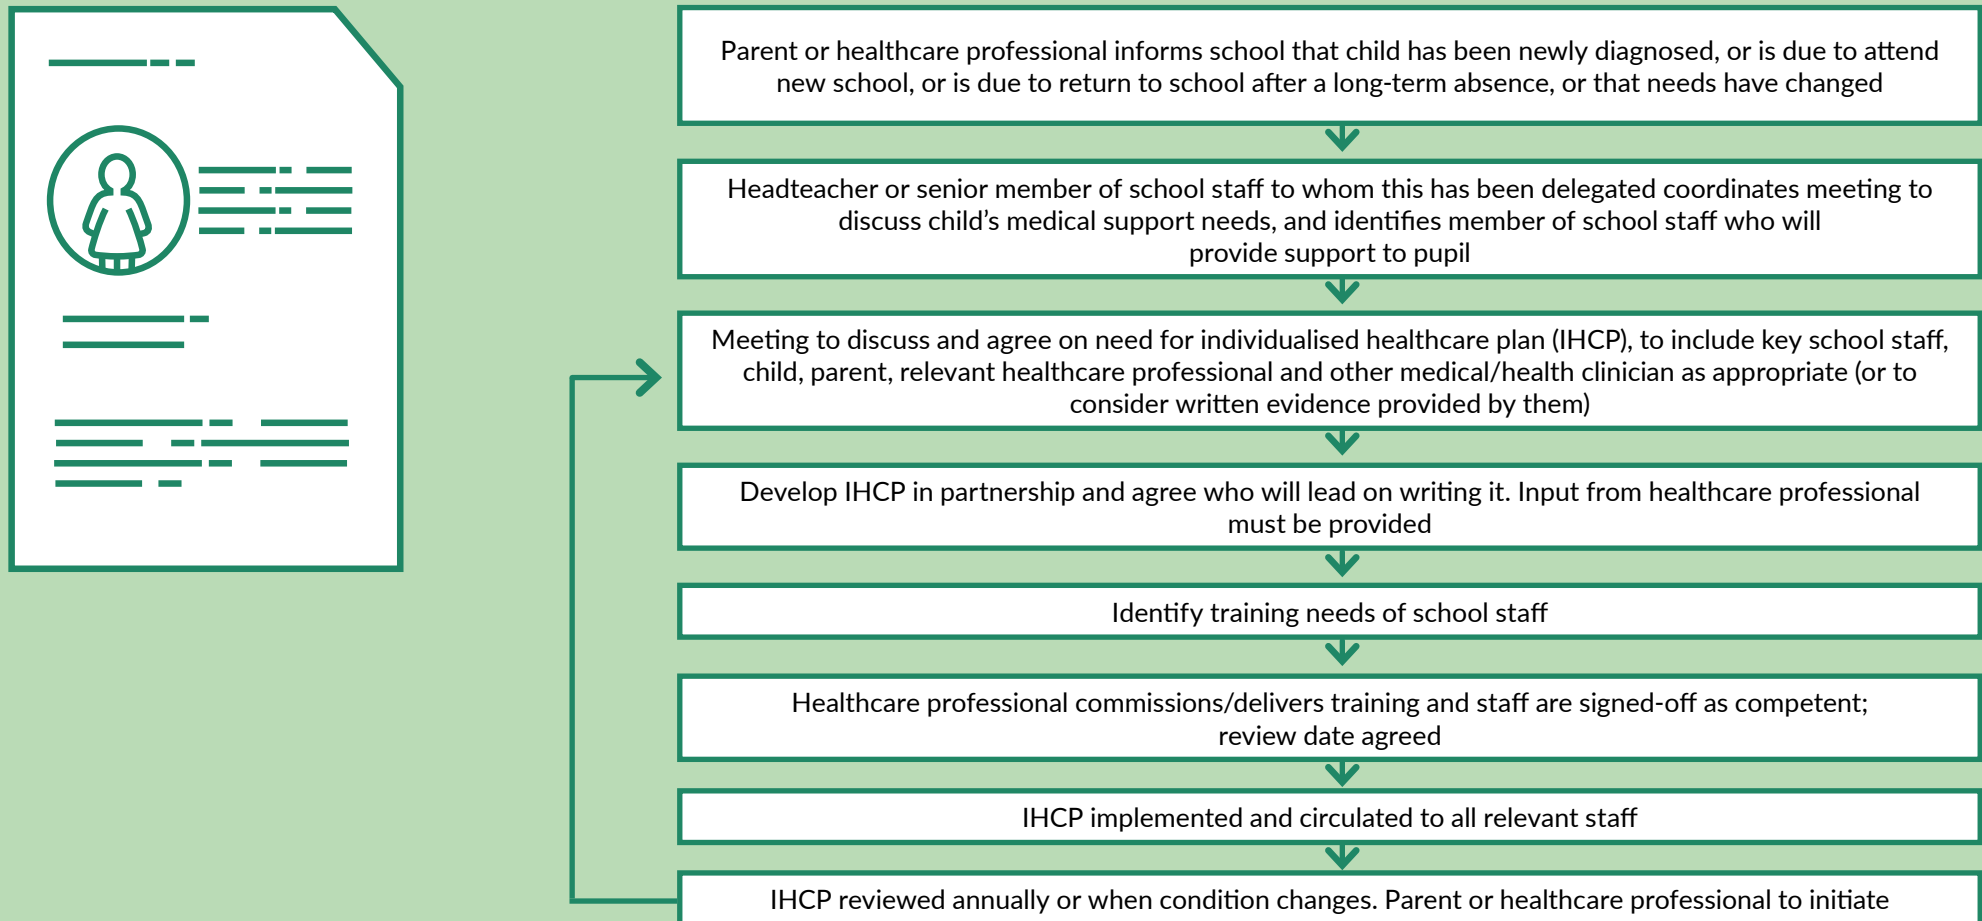 Parent or healthcare professional informs school that child has been newly diagnosed, or is due to attend
new school, or is due to return to school after a long-term absence, or that needs have changed
Headteacher or senior member of school staff to whom this has been delegated coordinates meeting to
discuss child’s medical support needs, and identifies member of school staff who will
provide support to pupil
Meeting to discuss and agree on need for individualised healthcare plan (IHCP), to include key school staff,
child, parent, relevant healthcare professional and other medical/health clinician as appropriate (or to
consider written evidence provided by them)
Develop IHCP in partnership and agree who will lead on writing it. Input from healthcare professional
must be provided
Identify training needs of school staff
Healthcare professional commissions/delivers training and staff are signed-off as competent;
review date agreed
IHCP implemented and circulated to all relevant staff
IHCP reviewed annually or when condition changes. Parent or healthcare professional to initiate